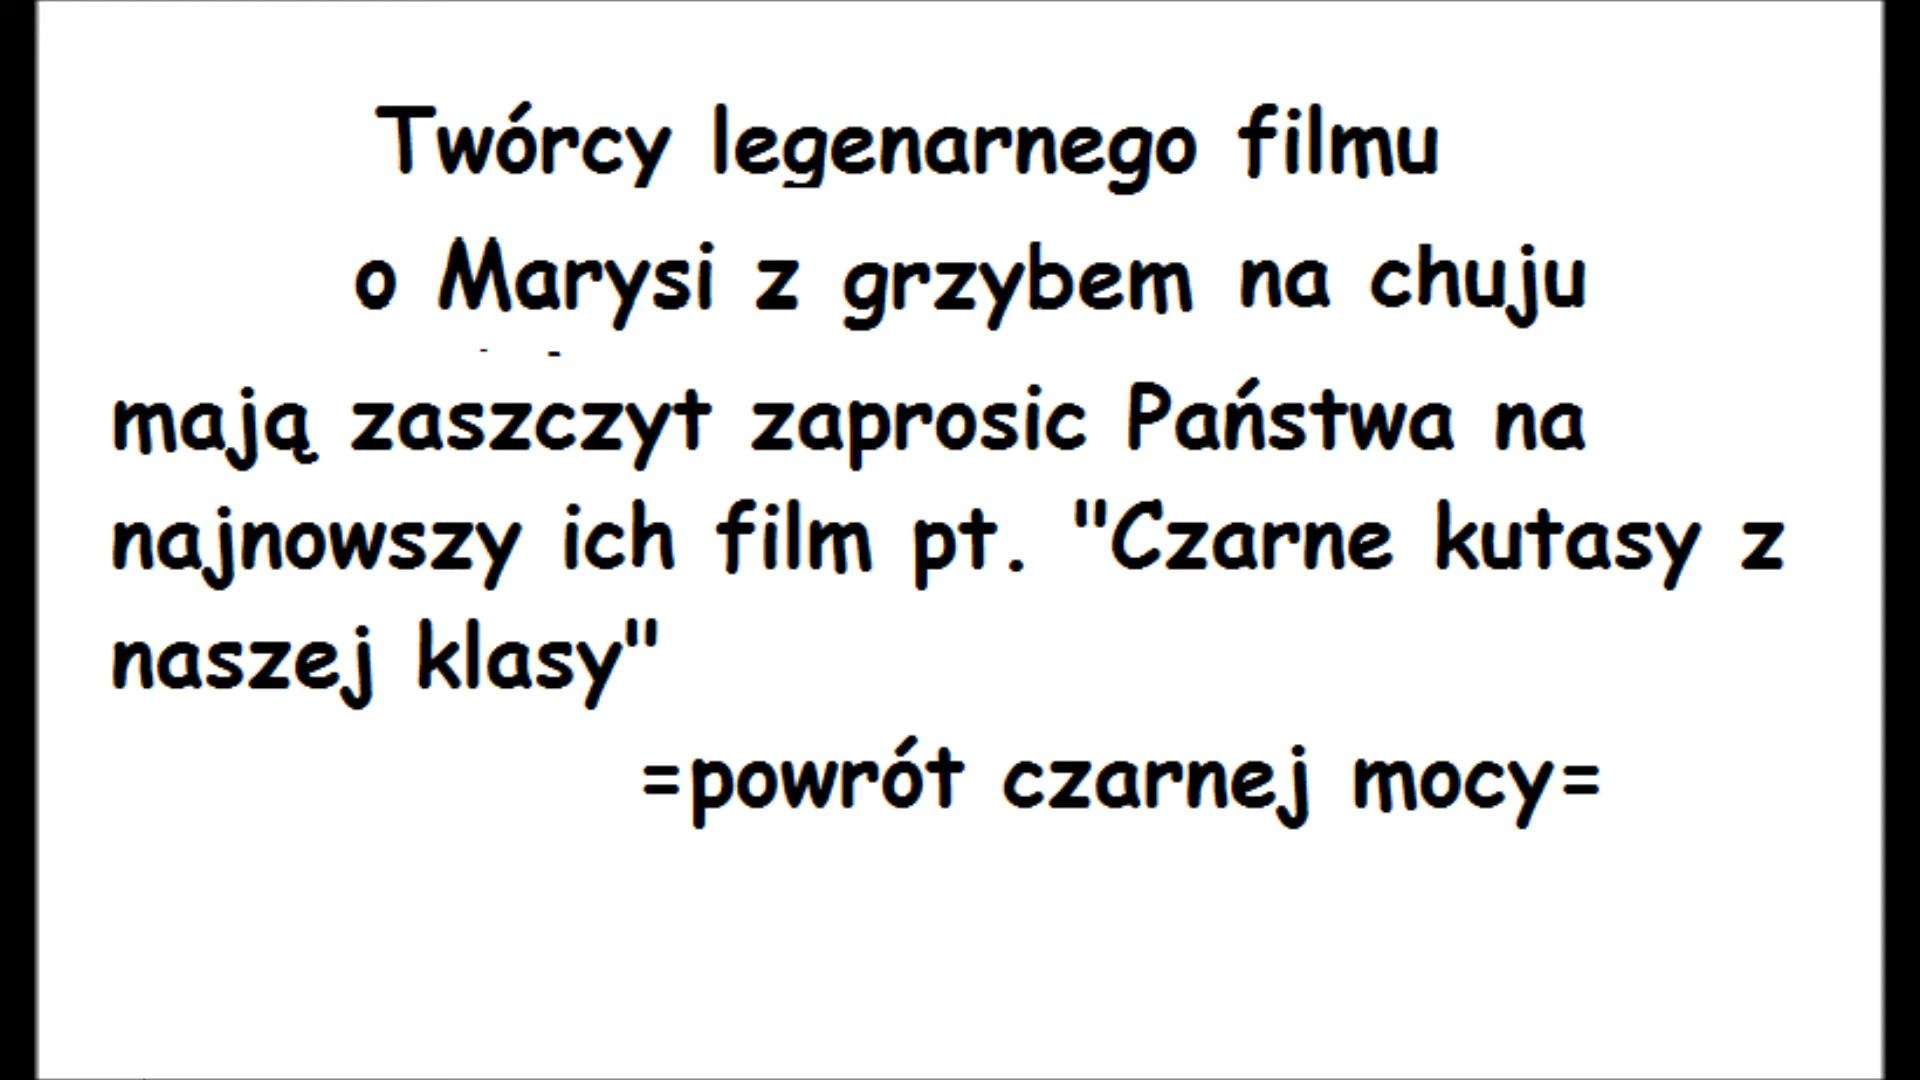 Twórcy legenarnego filmu
o Marysi z grzybem na chuju
mają zaszczyt zaprosic Państwa na
najnowszy ich film pt. "Czarne kutasy z
naszej klasy"
=powrót czarnej mocy=